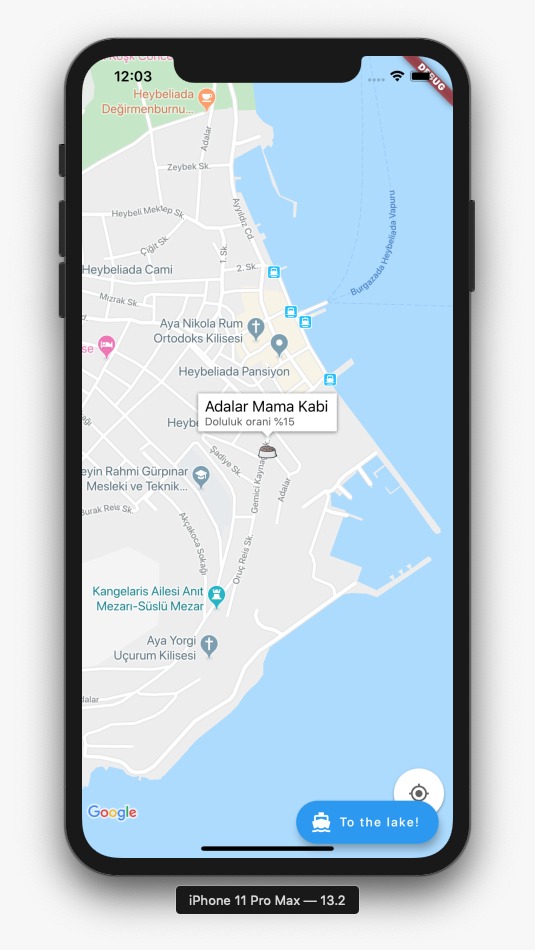 12:03
DEBUG
Heybeliada
Değirmenburnu...
Adalar
Zeybek Sk.
Heybeli Mektep Sk.
Ayyıldız Cd.
Burgazada Heybeliada Vapuru
Çiğit Sk.
1. Sk.
2. Sk.
Heybeliada Cami
Mizrak Sk.
Aya Nikola Rum
Ortodoks Kilisesi
se
Heybeliada Pansiyon
Adalar Mama Kabi
Doluluk orani %15
Heybe
Şadiye Sk.
eyin Rahmi Gürpınar
Mesleki ve Teknik...
Gemici Kayna
Adalar
Burak Reis Sk.
Akçakoca Sokağı
Oruç Reis Sk.
Kangelaris Ailesi Anıt
Mezarı-Süslü Mezar
Aya Yorgi
Uçurum Kilisesi
dalar
Google
To the lake!
iPhone 11 Pro Max — 13.2